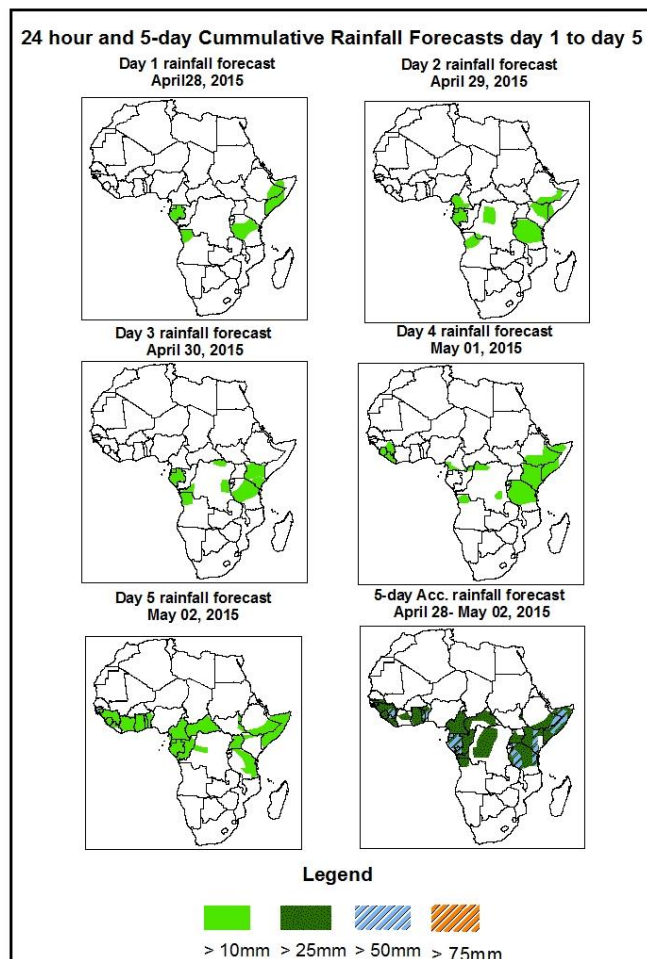 24 hour and 5-day Cummulative Rainfall Forecasts day 1 to day 5
Day 1 rainfall forecast
April28, 2015
Day 2 rainfall forecast
April 29, 2015
Day 3 rainfall forecast
April 30, 2015
Day 4 rainfall forecast
May 01, 2015
Day 5 rainfall forecast
May 02, 2015
5-day Acc. rainfall forecast
April 28- May 02, 2015
Legend
> 10mm > 25mm > 50mm > 75mm